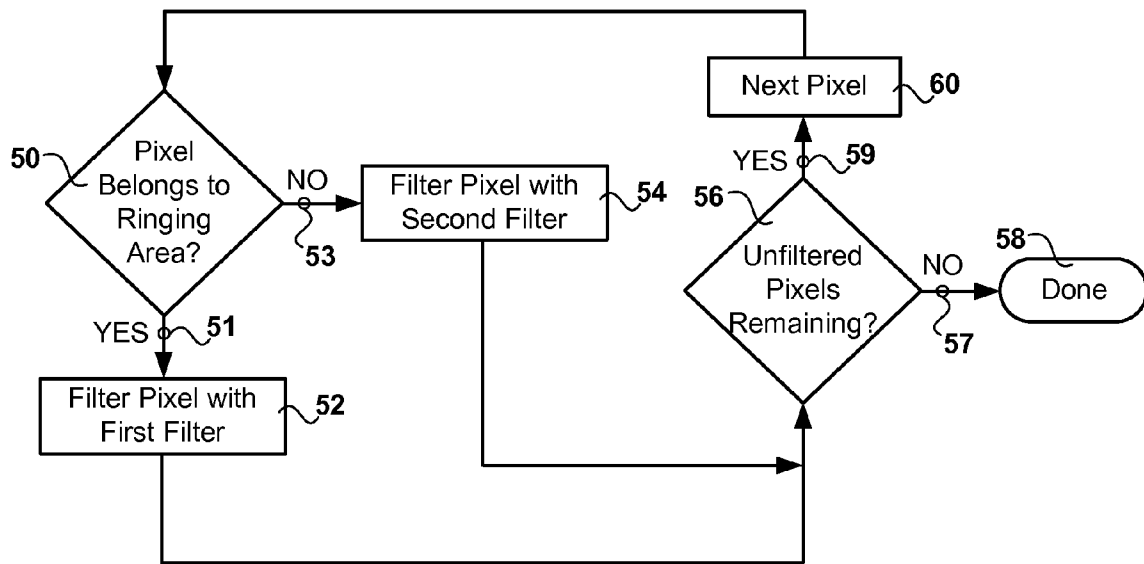 50
Pixel
Belongs to
Ringing
Area?
NO
53
YES
51
Filter Pixel with
First Filter
52
Filter Pixel with
Second Filter
54
56
Unfiltered
Pixels
Remaining?
YES
59
Next Pixel
60
NO
57
58
Done